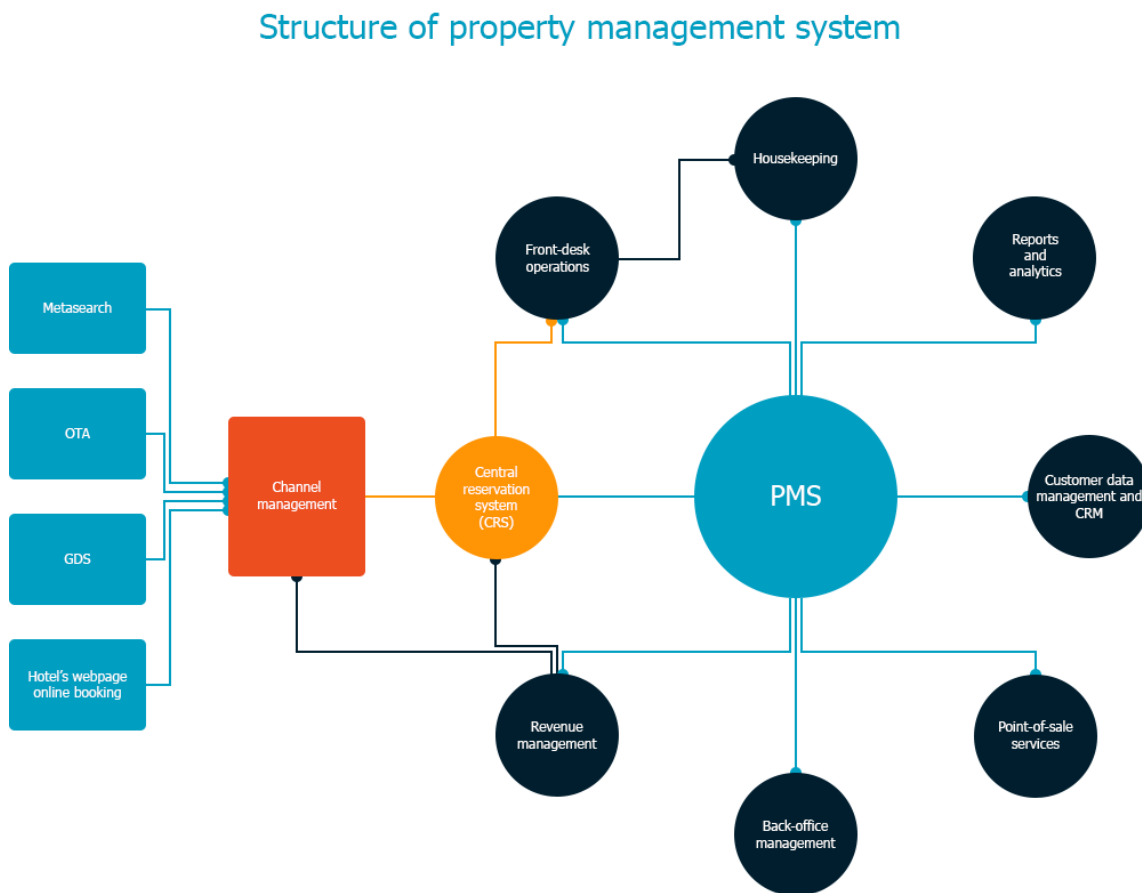 Structure of property management system
Housekeeping
Front-desk
operations
Reports
and
analytics
Metasearch
OTA
GDS
Hotel’s webpage
online booking
Channel
management
Central
reservation
system
(CRS)
PMS
Customer data
management and
CRM
Revenue
management
Point-of-sale
services
Back-office
management